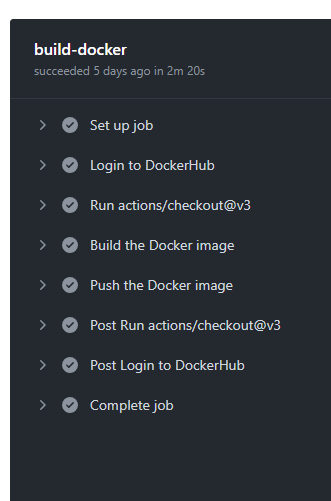 build-docker
succeeded 5 days ago in 2m 20s
Set up job
Login to DockerHub
Run actions/checkout@v3
Build the Docker image
Push the Docker image
Post Run actions/checkout@v3
Post Login to DockerHub
Complete job